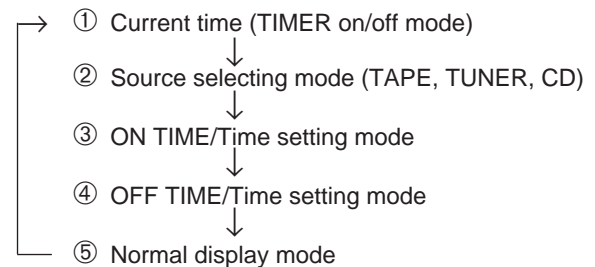 ① Current time (TIMER on/off mode)
② Source selecting mode (TAPE, TUNER, CD)
③ ON TIME/Time setting mode
④ OFF TIME/Time setting mode
⑤ Normal display mode